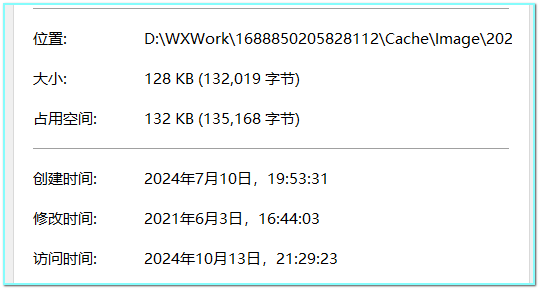 位置: D:\WXWork\1688850205828112\Cache\Image\202
大小: 128 KB (132,019 字节)
占用空间: 132 KB (135,168 字节)
创建时间: 2024年7月10日，19:53:31
修改时间: 2021年6月3日，16:44:03
访问时间: 2024年10月13日，21:29:23